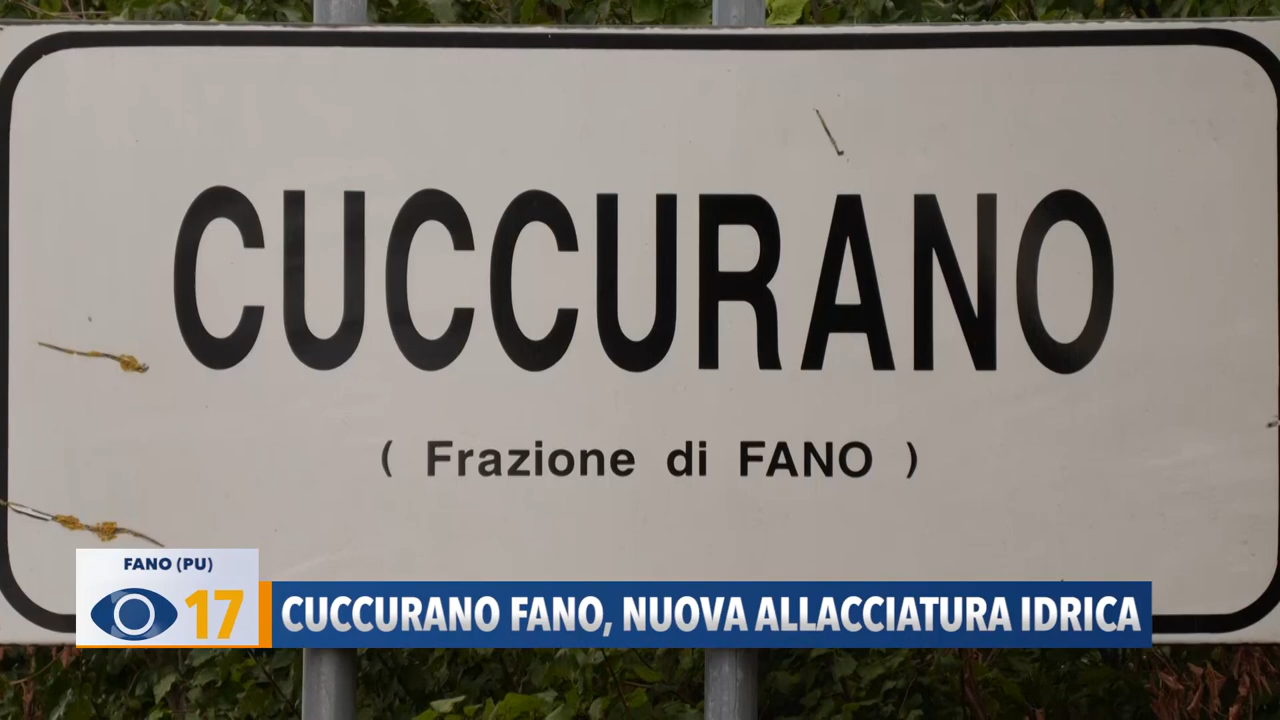 CUCCURANO
( Frazione di FANO )
FANO (PU)
17
CUCCURANO FANO, NUOVA ALLACCIATURA IDRICA